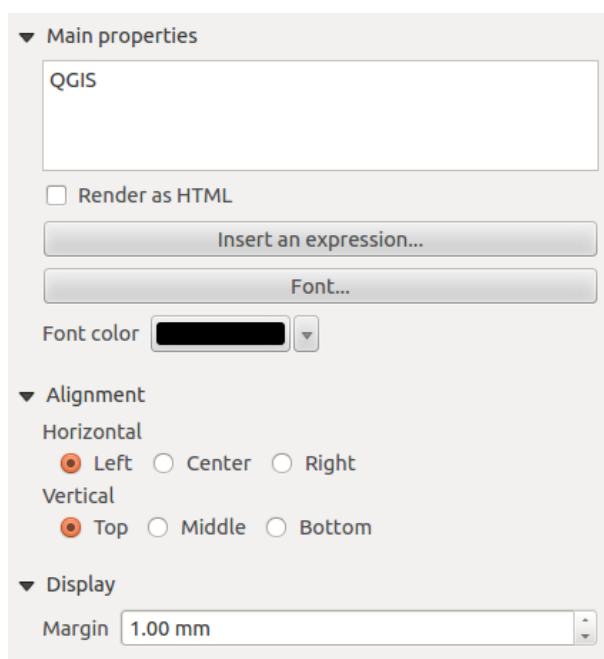 Main properties
QGIS
Render as HTML
Insert an expression...
Font...
Font color
Alignment
Horizontal
Left Center Right
Vertical
Top Middle Bottom
Display
Margin 1.00 mm